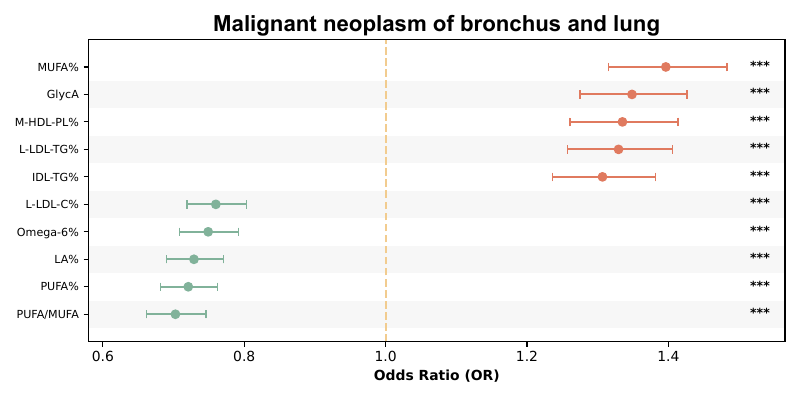 Malignant neoplasm of bronchus and lung
MUFA% ***
GlycA ***
M-HDL-PL% ***
L-LDL-TG% ***
IDL-TG% ***
L-LDL-C% ***
Omega-6% ***
LA% ***
PUFA% ***
PUFA/MUFA ***
0.6 0.8 1.0 1.2 1.4
Odds Ratio (OR)